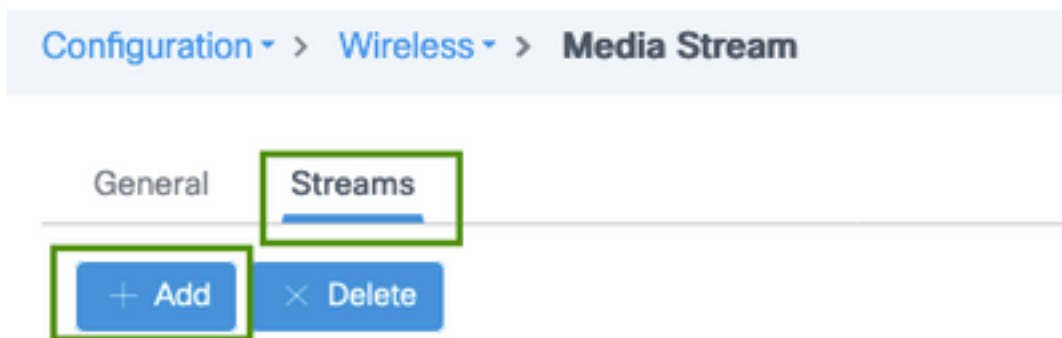 Configuration > Wireless > Media Stream
General Streams
+ Add × Delete